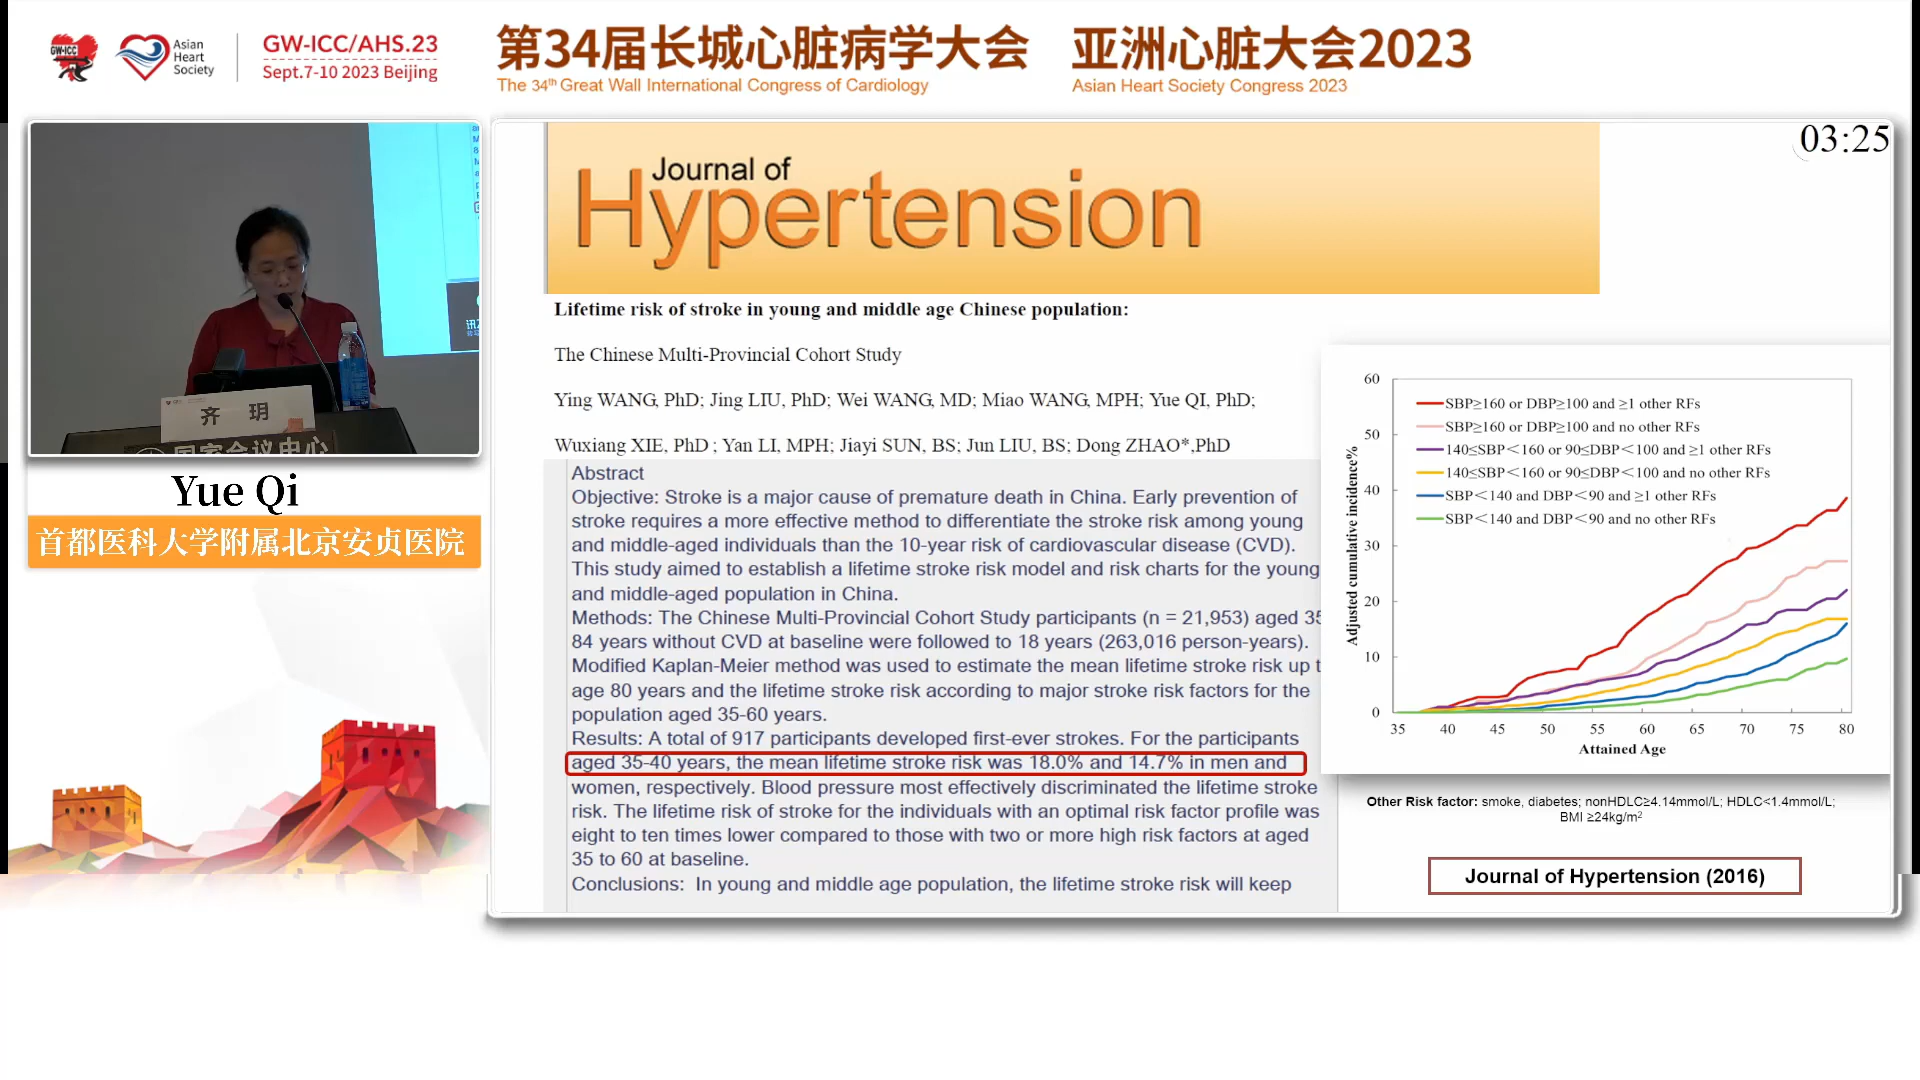 GW-ICC
Asian
Heart
Society
GW-ICC/AHS.23
Sept.7-10 2023 Beijing
第34届长城心脏病学大会
The 34th Great Wall International Congress of Cardiology
亚洲心脏大会2023
Asian Heart Society Congress 2023
齐 玥
国家会议中心
Yue Qi
首都医科大学附属北京安贞医院
03:25
Journal of
Hypertension
Lifetime risk of stroke in young and middle age Chinese population:
The Chinese Multi-Provincial Cohort Study
Ying WANG, PhD; Jing LIU, PhD; Wei WANG, MD; Miao WANG, MPH; Yue QI, PhD;
Wuxiang XIE, PhD ; Yan LI, MPH; Jiayi SUN, BS; Jun LIU, BS; Dong ZHAO*,PhD
Abstract
Objective: Stroke is a major cause of premature death in China. Early prevention of
stroke requires a more effective method to differentiate the stroke risk among young
and middle-aged individuals than the 10-year risk of cardiovascular disease (CVD).
This study aimed to establish a lifetime stroke risk model and risk charts for the young
and middle-aged population in China.
Methods: The Chinese Multi-Provincial Cohort Study participants (n = 21,953) aged 35
84 years without CVD at baseline were followed to 18 years (263,016 person-years).
Modified Kaplan-Meier method was used to estimate the mean lifetime stroke risk up t
age 80 years and the lifetime stroke risk according to major stroke risk factors for the
population aged 35-60 years.
Results: A total of 917 participants developed first-ever strokes. For the participants
aged 35-40 years, the mean lifetime stroke risk was 18.0% and 14.7% in men and
women, respectively. Blood pressure most effectively discriminated the lifetime stroke
risk. The lifetime risk of stroke for the individuals with an optimal risk factor profile was
eight to ten times lower compared to those with two or more high risk factors at aged
35 to 60 at baseline.
Conclusions: In young and middle age population, the lifetime stroke risk will keep
Adjusted cumulative incidence%
60
50
40
30
20
10
0
SBP≥160 or DBP≥100 and ≥1 other RFs
SBP≥160 or DBP≥100 and no other RFs
140≤SBP＜160 or 90≤DBP＜100 and ≥1 other RFs
140≤SBP＜160 or 90≤DBP＜100 and no other RFs
SBP＜140 and DBP＜90 and ≥1 other RFs
SBP＜140 and DBP＜90 and no other RFs
35 40 45 50 55 60 65 70 75 80
Attained Age
Other Risk factor: smoke, diabetes; nonHDLC≥4.14mmol/L; HDLC<1.4mmol/L;
BMI ≥24kg/m²
Journal of Hypertension (2016)